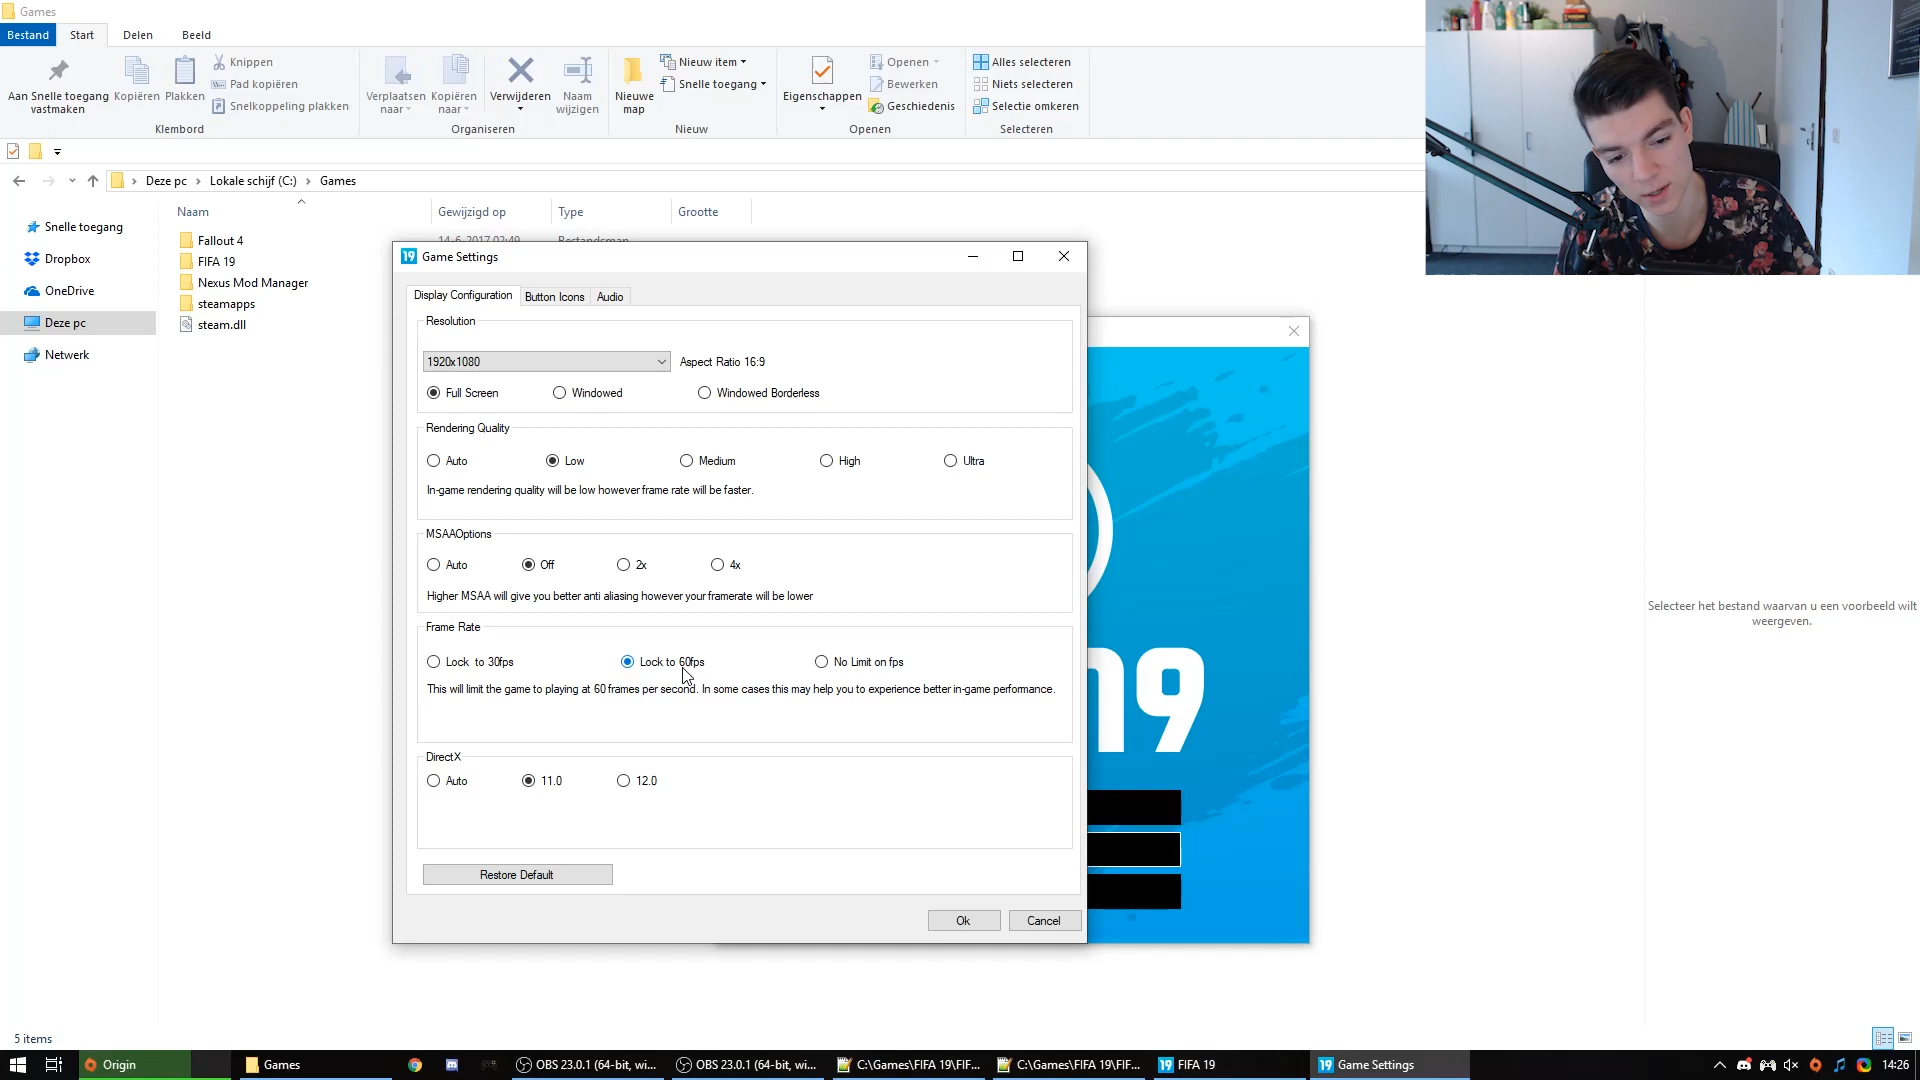 Games
Bestand
Start
Delen
Beeld
Aan Snelle toegang
vastmaken
Kopiëren
Plakken
Knippen
Pad kopiëren
Snelkoppeling plakken
Klembord
Verplaatsen
naar
Kopiëren
naar
Verwijderen
Naam
wijzigen
Organiseren
Nieuwe
map
Nieuw item
Snelle toegang
Nieuw
Eigenschappen
Openen
Bewerken
Geschiedenis
Openen
Alles selecteren
Niets selecteren
Selectie omkeren
Selecteren
Deze pc
Lokale schijf (C:)
Games
Snelle toegang
Dropbox
OneDrive
Deze pc
Netwerk
Naam
Gewijzigd op
Type
Grootte
Fallout 4
14-6-2017 02:49
Bestandsmap
FIFA 19
Nexus Mod Manager
steamapps
steam.dll
19 Game Settings
Display Configuration
Button Icons
Audio
Resolution
1920x1080
Aspect Ratio 16:9
Full Screen
Windowed
Windowed Borderless
Rendering Quality
Auto
Low
Medium
High
Ultra
In-game rendering quality will be low however frame rate will be faster.
MSAAOptions
Auto
Off
2x
4x
Higher MSAA will give you better anti aliasing however your framerate will be lower
Frame Rate
Lock to 30fps
Lock to 60fps
No Limit on fps
This will limit the game to playing at 60 frames per second. In some cases this may help you to experience better in-game performance.
DirectX
Auto
11.0
12.0
Restore Default
Ok
Cancel
19
Selecteer het bestand waarvan u een voorbeeld wilt
weergeven.
5 items
Origin
Games
OBS 23.0.1 (64-bit, wi...
OBS 23.0.1 (64-bit, wi...
C:\Games\FIFA 19\FIF...
C:\Games\FIFA 19\FIF...
19 FIFA 19
19 Game Settings
14:26